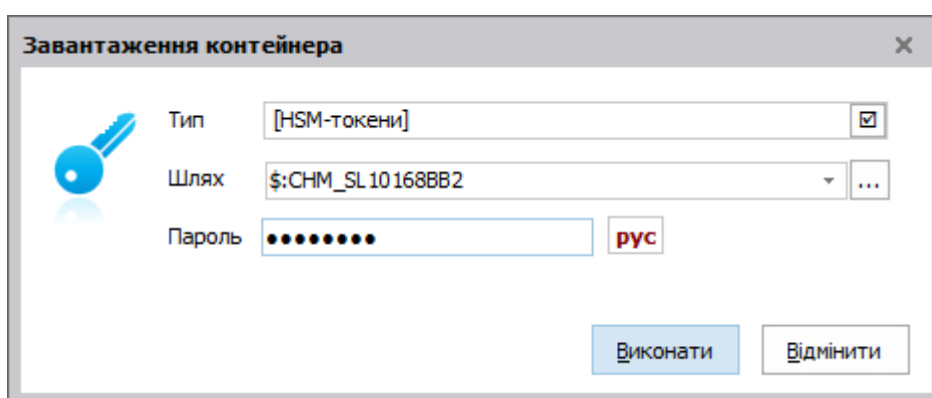 Завантаження контейнера
Тип [HSM-токени]
Шлях $:CHM_SL10168BB2 ...
Пароль ●●●●●●●● рус
Виконати Відмінити